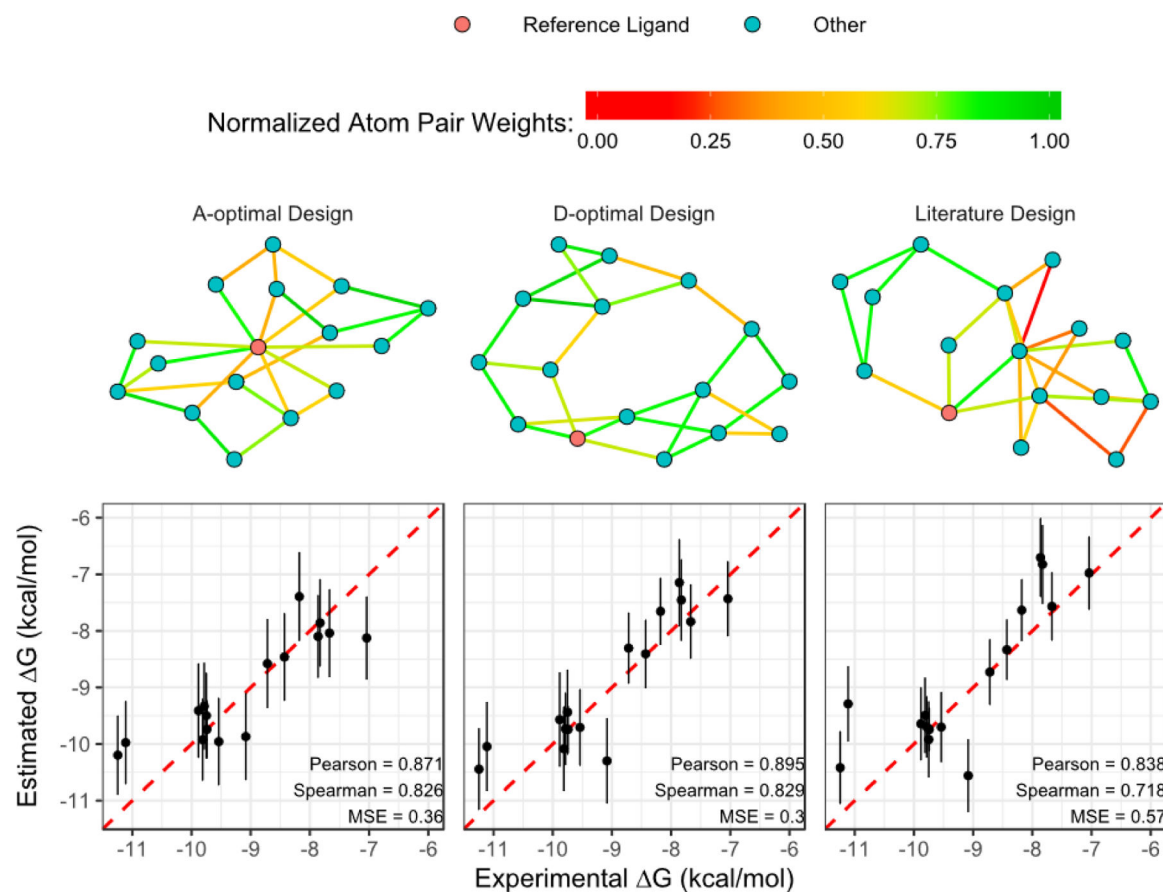 Reference Ligand Other
Normalized Atom Pair Weights:
0.00 0.25 0.50 0.75 1.00
A-optimal Design D-optimal Design Literature Design
Estimated ΔG (kcal/mol)
-6
-7
-8
-9
-10
-11
Pearson = 0.871
Spearman = 0.826
MSE = 0.36
Pearson = 0.895
Spearman = 0.829
MSE = 0.3
Pearson = 0.838
Spearman = 0.718
MSE = 0.57
-11 -10 -9 -8 -7 -6 -11 -10 -9 -8 -7 -6 -11 -10 -9 -8 -7 -6
Experimental ΔG (kcal/mol)